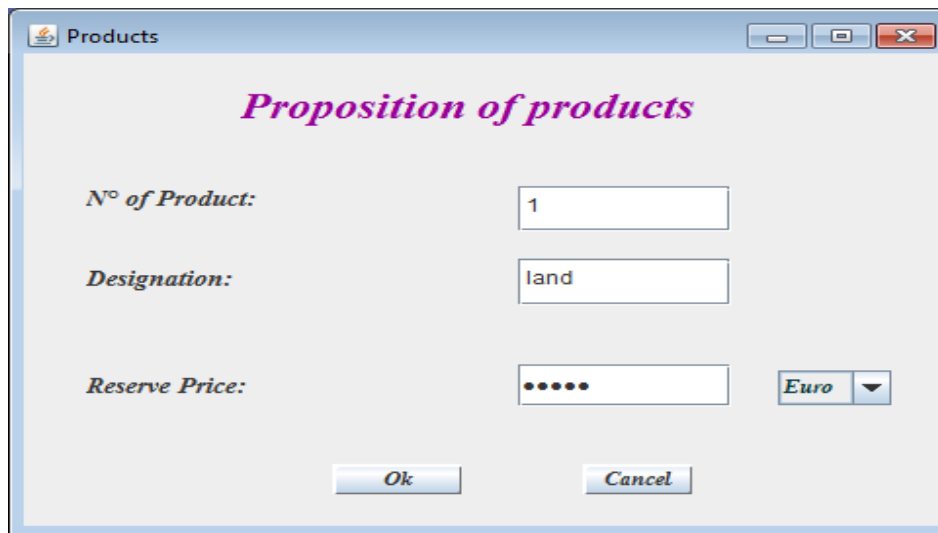 Products
Proposition of products
N° of Product: 1
Designation: land
Reserve Price: ••••• Euro
Ok Cancel